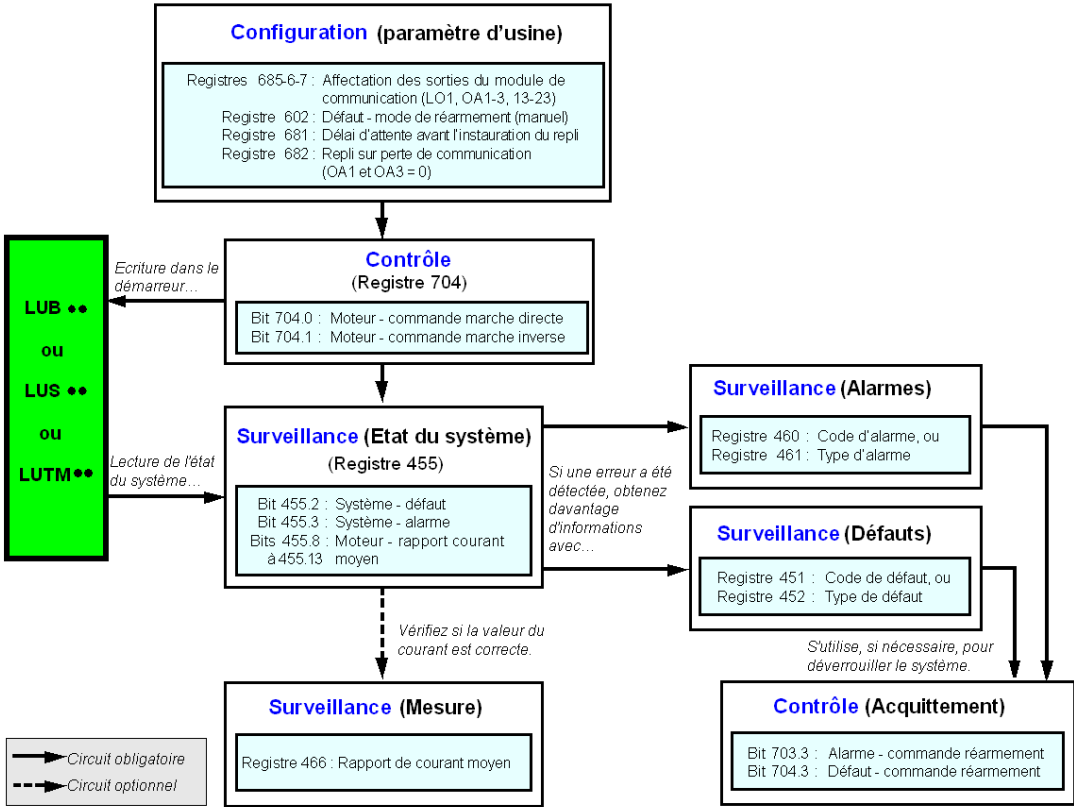 Configuration (paramètre d'usine)
Registres 685-6-7 : Affectation des sorties du module de
communication (LO1, OA1-3, 13-23)
Registre 602 : Défaut - mode de réarmement (manuel)
Registre 681 : Délai d'attente avant l'instauration du repli
Registre 682 : Repli sur perte de communication
(OA1 et OA3 = 0)
Ecriture dans le
démarreur…
Contrôle
(Registre 704)
Bit 704.0 : Moteur - commande marche directe
Bit 704.1 : Moteur - commande marche inverse
LUB ••
ou
LUS ••
ou
LUTM ••
Lecture de l'état
du système…
Surveillance (Etat du système)
(Registre 455)
Bit 455.2 : Système - défaut
Bit 455.3 : Système - alarme
Bits 455.8 : Moteur - rapport courant
à 455.13 moyen
Si une erreur a été
détectée, obtenez
davantage
d'informations
avec…
Surveillance (Alarmes)
Registre 460 : Code d'alarme, ou
Registre 461 : Type d'alarme
Surveillance (Défauts)
Registre 451 : Code de défaut, ou
Registre 452 : Type de défaut
Vérifiez si la valeur du
courant est correcte.
S'utilise, si nécessaire, pour
déverrouiller le système.
Surveillance (Mesure)
Registre 466 : Rapport de courant moyen
Contrôle (Acquittement)
Bit 703.3 : Alarme - commande réarmement
Bit 704.3 : Défaut - commande réarmement
Circuit obligatoire
Circuit optionnel